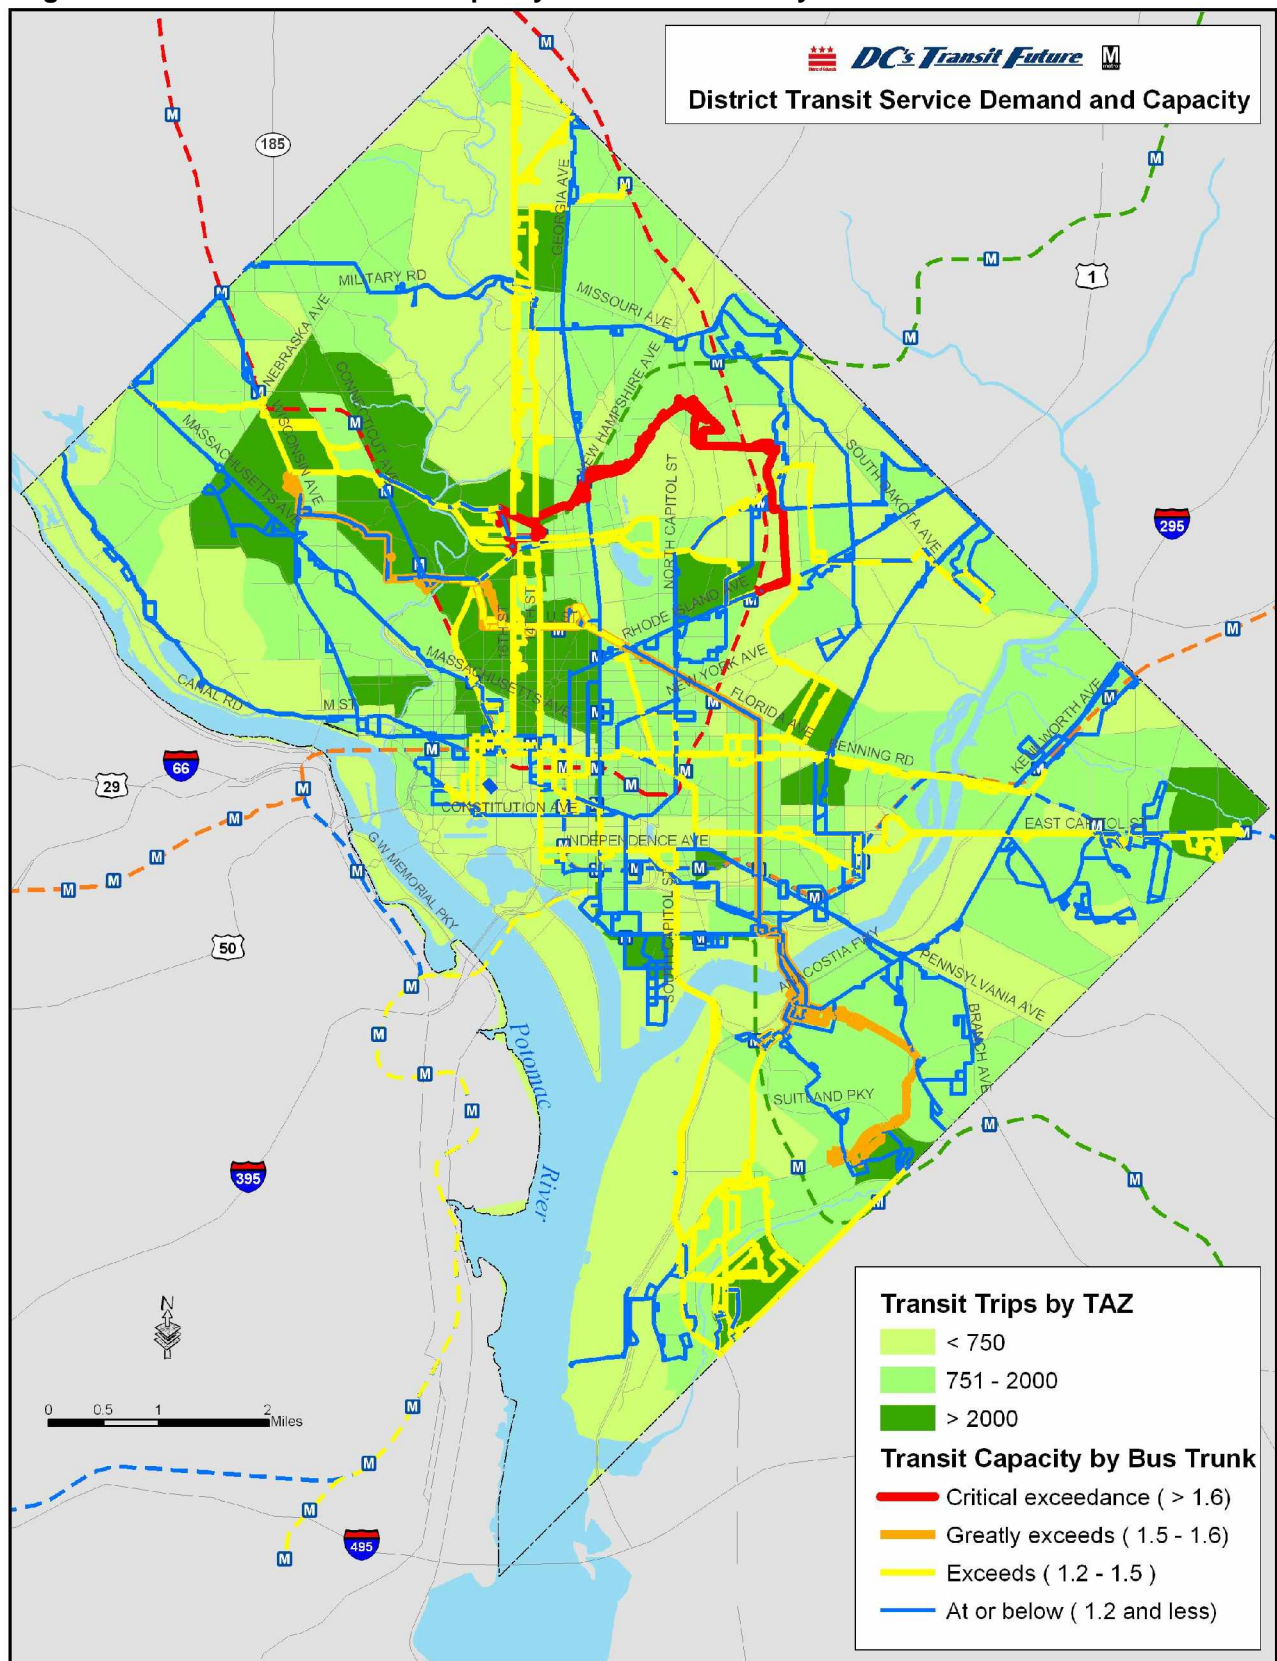 DC's Transit Future
M
metro
District Transit Service Demand and Capacity
185
1
295
66
29
50
395
495
GEORGIA AVE
MILITARY RD
MISSOURI AVE
NEBRASKA AVE
CONNECTICUT AVE
NEW HAMPSHIRE AVE
WISCONSIN AVE
MASSACHUSETTS AVE
NORTH CAPITOL ST
SOUTH DAKOTA AVE
RHODE ISLAND AVE
U ST
16TH ST
14TH ST
MASSACHUSETTS AVE
NEW YORK AVE
FLORIDA AVE
CANAL RD
M ST
BENNING RD
KENILWORTH AVE
CONSTITUTION AVE
EAST CAPITOL ST
INDEPENDENCE AVE
G W MEMORIAL PKY
SOUTH CAPITOL ST
ANACOSTIA FWY
PENNSYLVANIA AVE
BRANCH AVE
SUITLAND PKY
Potomac
River
N
0 0.5 1 2
Miles
Transit Trips by TAZ
< 750
751 - 2000
> 2000
Transit Capacity by Bus Trunk
Critical exceedance ( > 1.6)
Greatly exceeds ( 1.5 - 1.6)
Exceeds ( 1.2 - 1.5 )
At or below ( 1.2 and less)